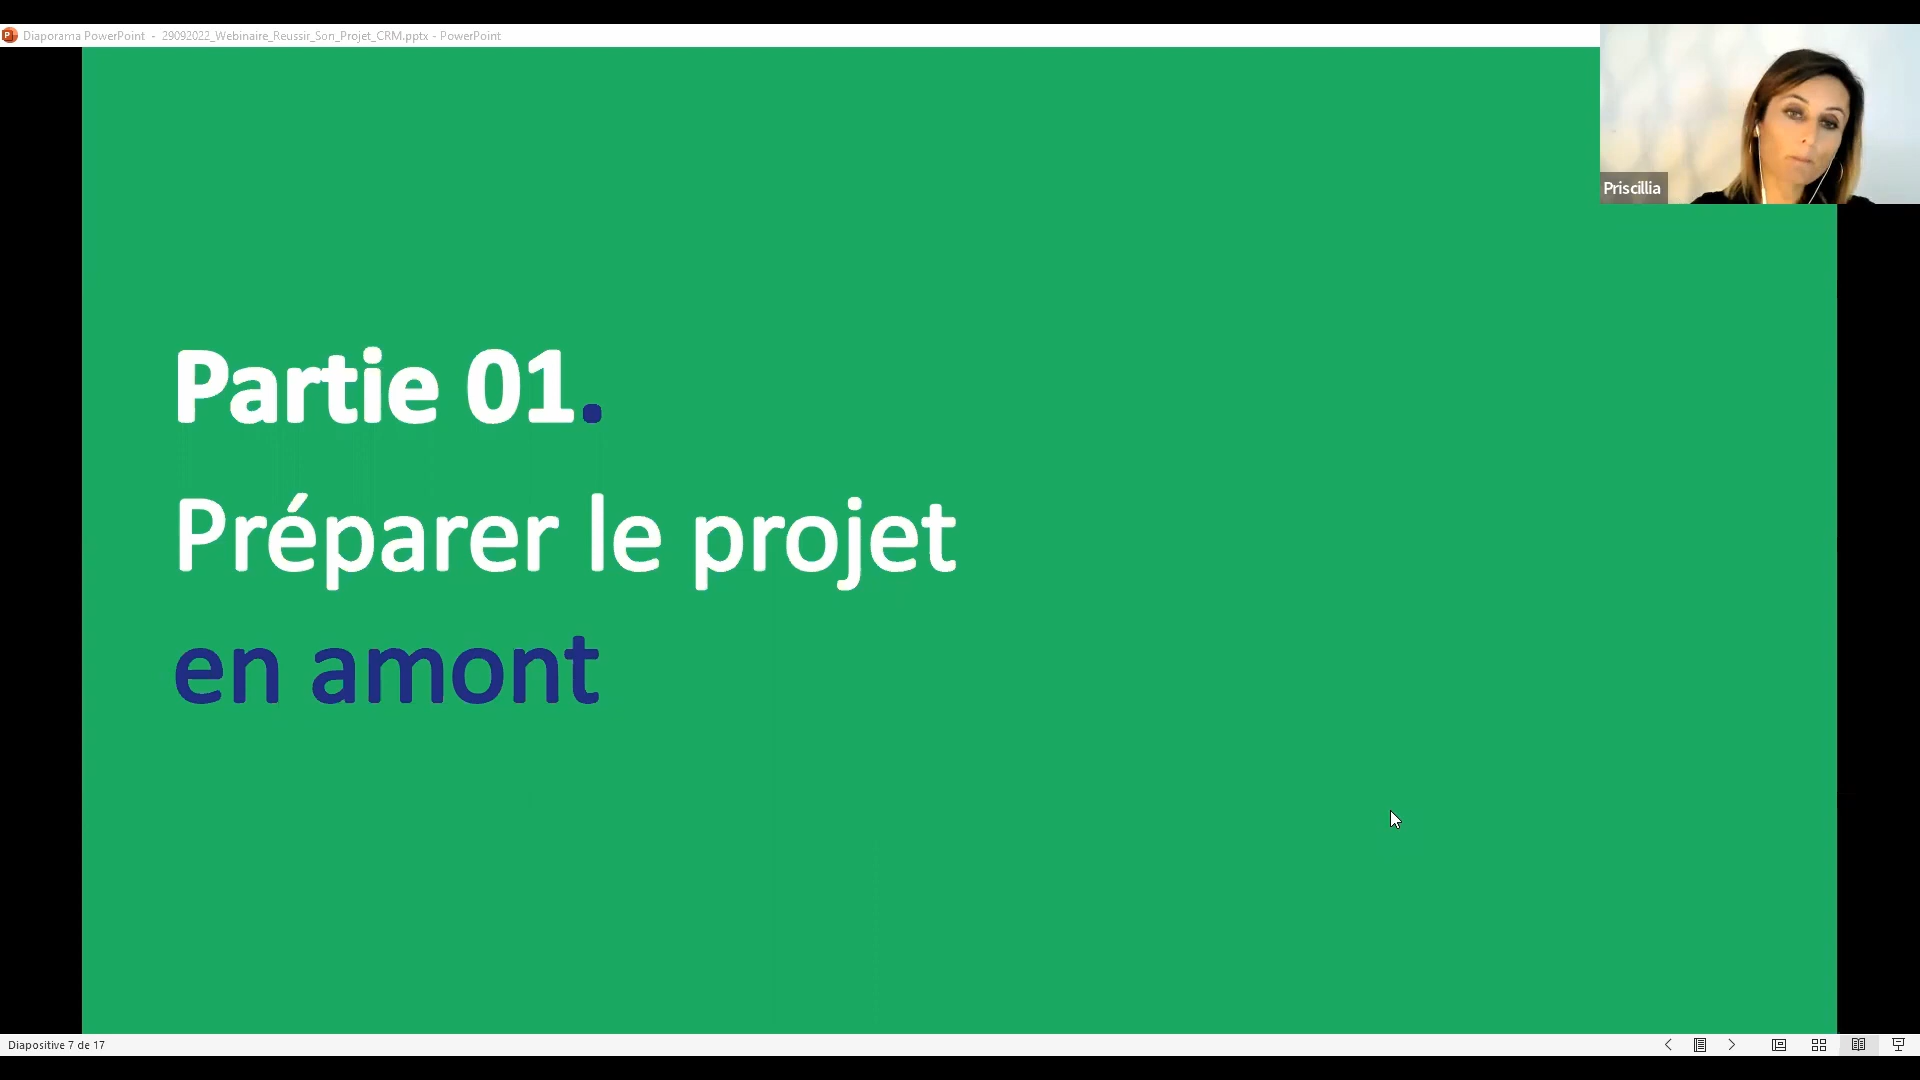 Diaporama PowerPoint - 29092022_Webinaire_Reussir_Son_Projet_CRM.pptx - PowerPoint
Priscillia
Partie 01.
Préparer le projet
en amont
Diapositive 7 de 17